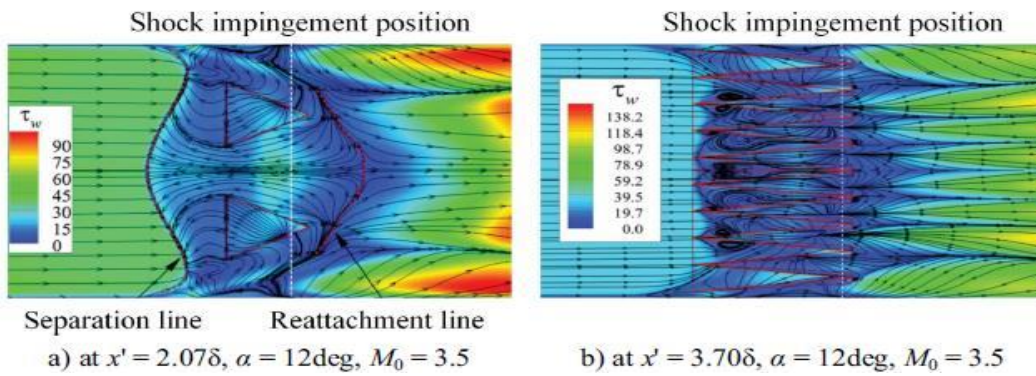 Shock impingement position
τw
90
75
60
45
30
15
0
Separation line
Reattachment line
a) at x' = 2.07δ, α = 12deg, M0 = 3.5
Shock impingement position
τw
138.2
118.4
98.7
78.9
59.2
39.5
19.7
0.0
b) at x' = 3.70δ, α = 12deg, M0 = 3.5